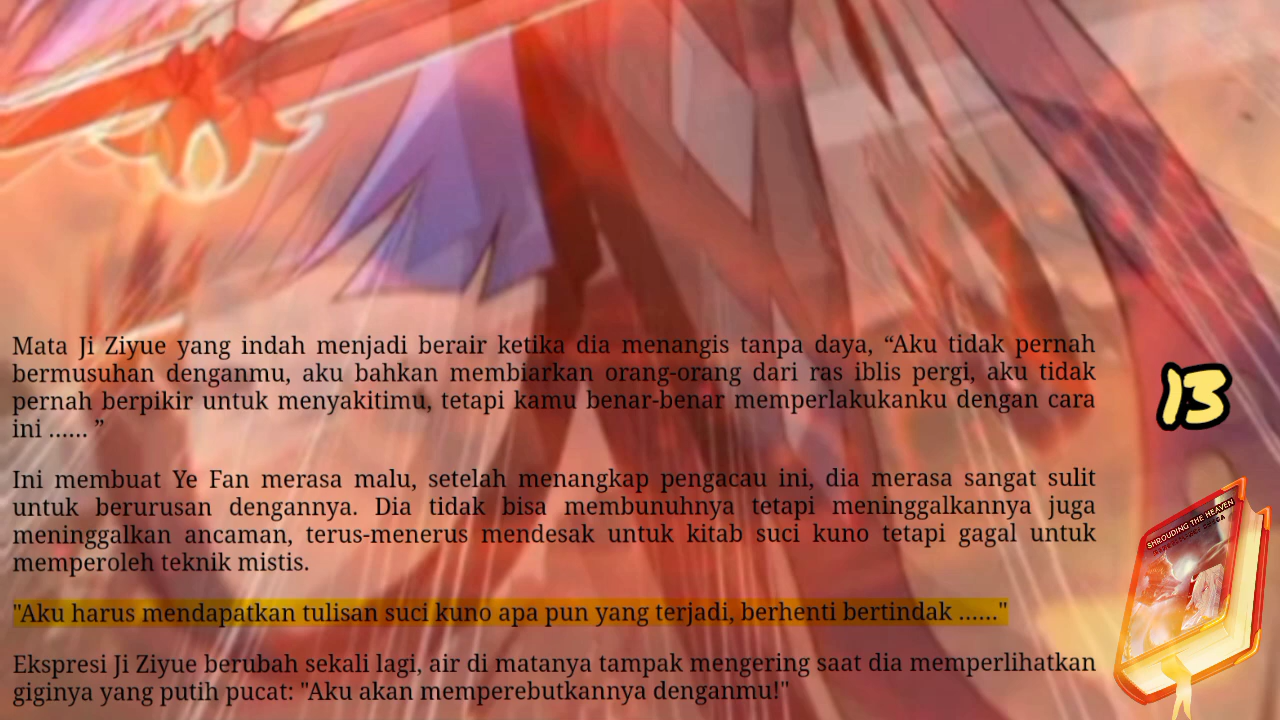 Mata Ji Ziyue yang indah menjadi berair ketika dia menangis tanpa daya, “Aku tidak pernah
bermusuhan denganmu, aku bahkan membiarkan orang-orang dari ras iblis pergi, aku tidak
pernah berpikir untuk menyakitimu, tetapi kamu benar-benar memperlakukanku dengan cara
ini ...... ”
Ini membuat Ye Fan merasa malu, setelah menangkap pengacau ini, dia merasa sangat sulit
untuk berurusan dengannya. Dia tidak bisa membunuhnya tetapi meninggalkannya juga
meninggalkan ancaman, terus-menerus mendesak untuk kitab suci kuno tetapi gagal untuk
memperoleh teknik mistis.
"Aku harus mendapatkan tulisan suci kuno apa pun yang terjadi, berhenti bertindak ......"
Ekspresi Ji Ziyue berubah sekali lagi, air di matanya tampak mengering saat dia memperlihatkan
giginya yang putih pucat: "Aku akan memperebutkannya denganmu!"
13
SHROUDING THE HEAVEN